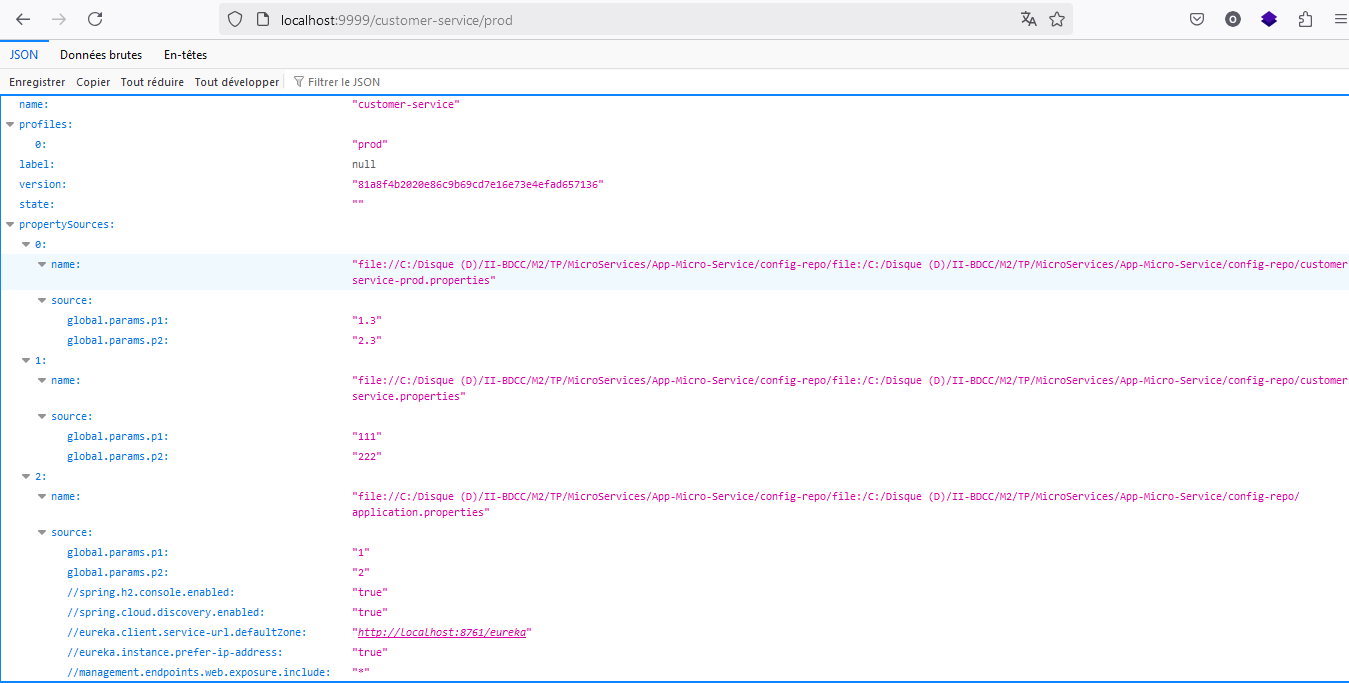 localhost:9999/customer-service/prod
JSON Données brutes En-têtes
Enregistrer Copier Tout réduire Tout développer Filtrer le JSON
name: "customer-service"
profiles:
0: "prod"
label: null
version: "81a8f4b2020e86c9b69cd7e16e73e4efad657136"
state: ""
propertySources:
0:
name: "file://C:/Disque (D)/II-BDCC/M2/TP/MicroServices/App-Micro-Service/config-repo/file:/C:/Disque (D)/II-BDCC/M2/TP/MicroServices/App-Micro-Service/config-repo/customer
service-prod.properties"
source:
global.params.p1: "1.3"
global.params.p2: "2.3"
1:
name: "file://C:/Disque (D)/II-BDCC/M2/TP/MicroServices/App-Micro-Service/config-repo/file:/C:/Disque (D)/II-BDCC/M2/TP/MicroServices/App-Micro-Service/config-repo/customer
service.properties"
source:
global.params.p1: "111"
global.params.p2: "222"
2:
name: "file://C:/Disque (D)/II-BDCC/M2/TP/MicroServices/App-Micro-Service/config-repo/file:/C:/Disque (D)/II-BDCC/M2/TP/MicroServices/App-Micro-Service/config-repo/
application.properties"
source:
global.params.p1: "1"
global.params.p2: "2"
//spring.h2.console.enabled: "true"
//spring.cloud.discovery.enabled: "true"
//eureka.client.service-url.defaultZone: "http://localhost:8761/eureka"
//eureka.instance.prefer-ip-address: "true"
//management.endpoints.web.exposure.include: "*"